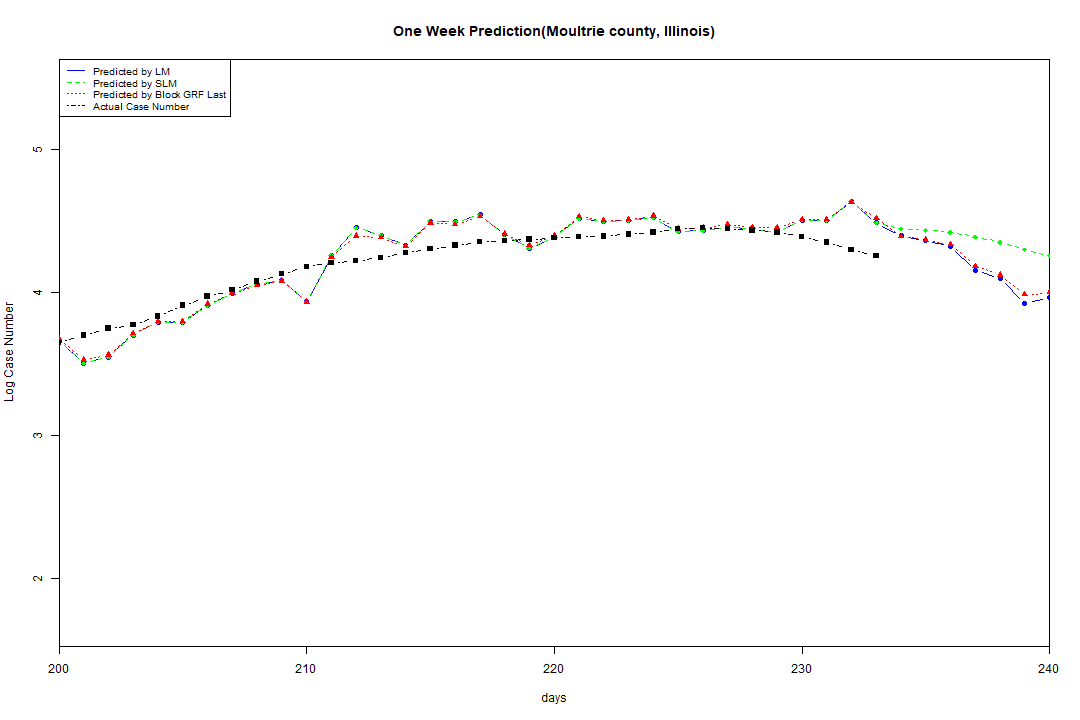 One Week Prediction(Moultrie county, Illinois)
Predicted by LM
Predicted by SLM
Predicted by Block GRF Last
Actual Case Number
5
4
3
2
Log Case Number
200 210 220 230 240
days